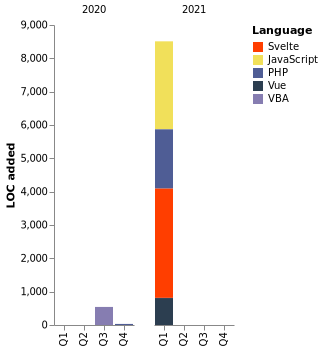 2020 2021
Language
Svelte
JavaScript
PHP
Vue
VBA
LOC added
9,000
8,000
7,000
6,000
5,000
4,000
3,000
2,000
1,000
0
Q1 Q2 Q3 Q4 Q1 Q2 Q3 Q4